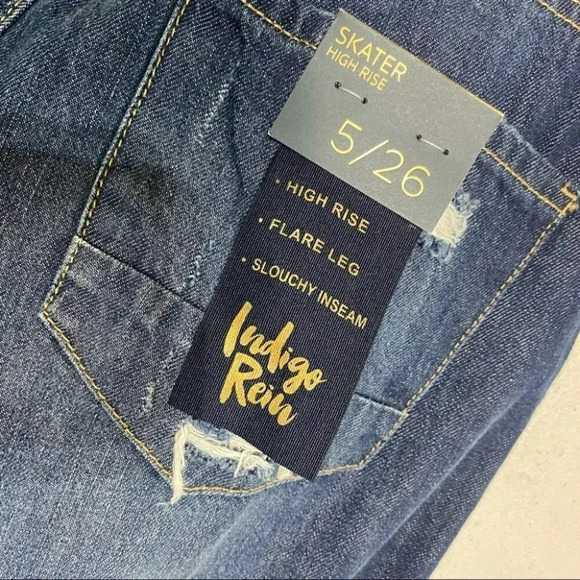 SKATER
HIGH RISE
5/26
• HIGH RISE
• FLARE LEG
• SLOUCHY INSEAM
Indigo
Rein